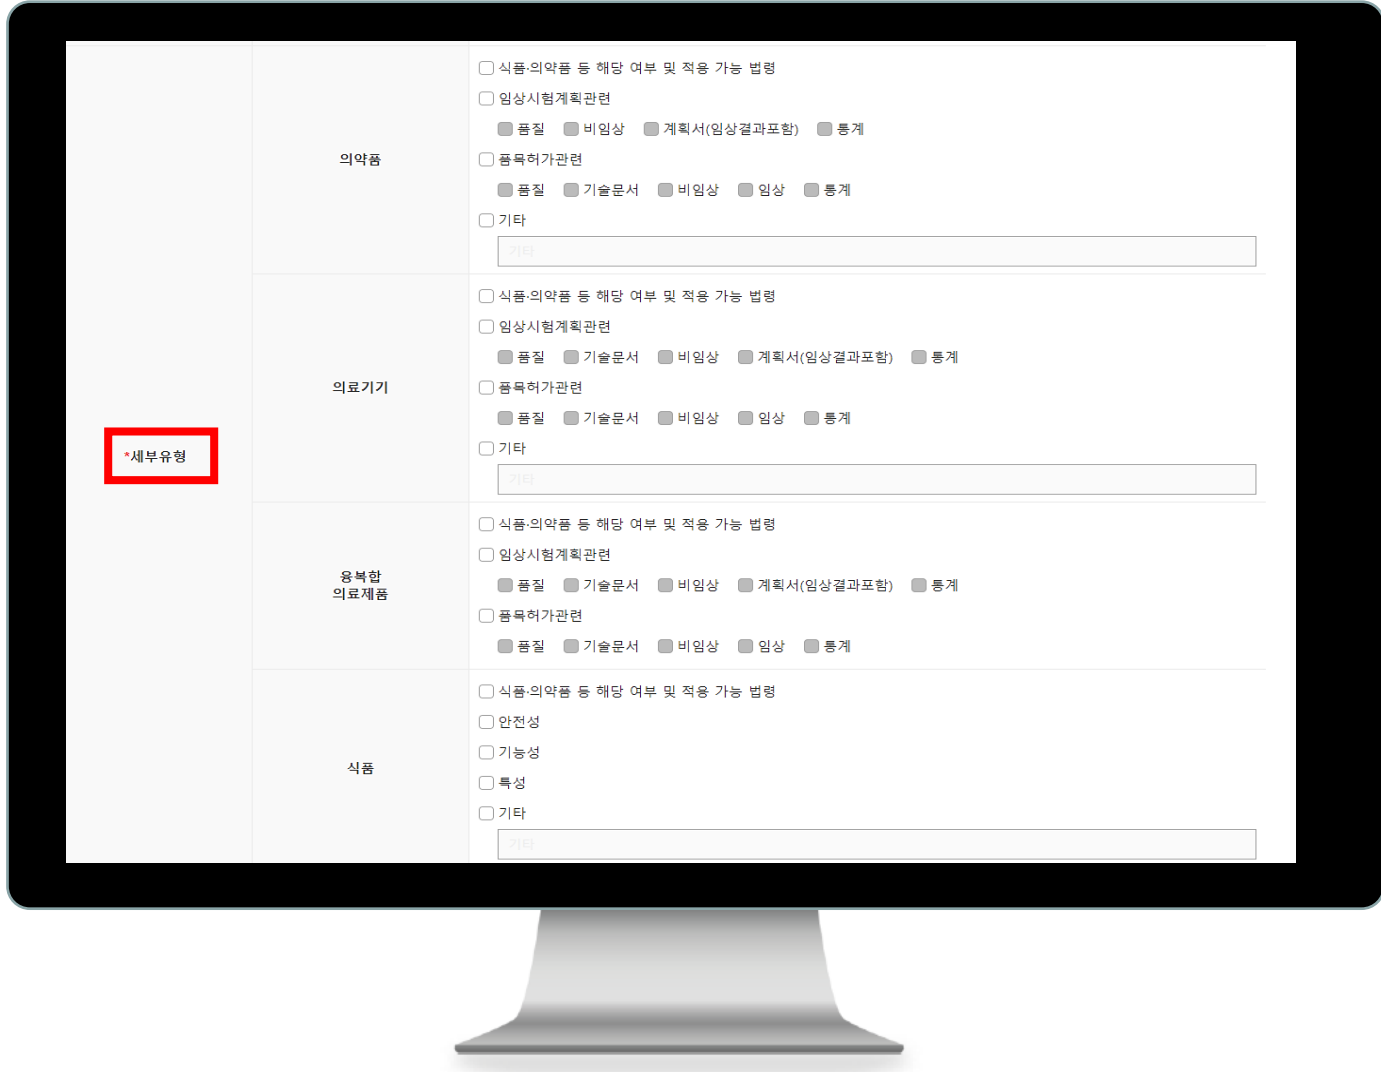 *세부유형
의약품
식품·의약품 등 해당 여부 및 적용 가능 법령
임상시험계획관련
품질 비임상 계획서(임상결과포함) 통계
품목허가관련
품질 기술문서 비임상 임상 통계
기타
기타
의료기기
식품·의약품 등 해당 여부 및 적용 가능 법령
임상시험계획관련
품질 기술문서 비임상 계획서(임상결과포함) 통계
품목허가관련
품질 기술문서 비임상 임상 통계
기타
기타
융복합
의료제품
식품·의약품 등 해당 여부 및 적용 가능 법령
임상시험계획관련
품질 기술문서 비임상 계획서(임상결과포함) 통계
품목허가관련
품질 기술문서 비임상 임상 통계
식품
식품·의약품 등 해당 여부 및 적용 가능 법령
안전성
기능성
특성
기타
기타